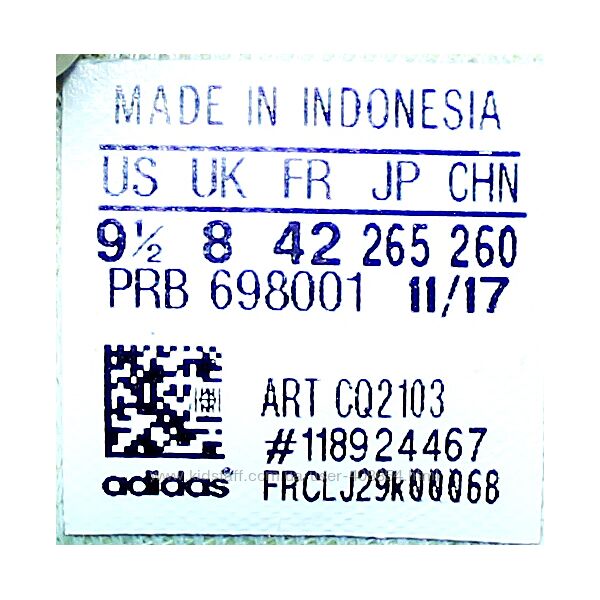 MADE IN INDONESIA
US UK FR JP CHN
9½ 8 42 265 260
PRB 698001 11/17
ART CQ2103
#118924467
adidas® FRCLJ29K00068